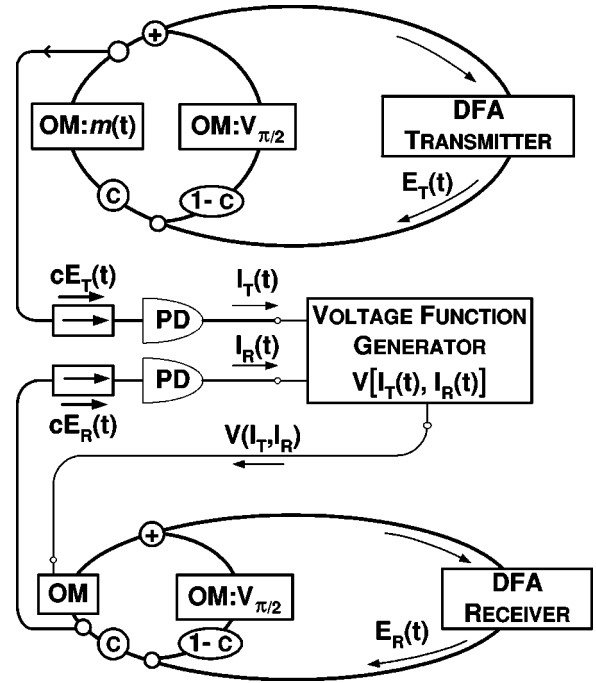 +
OM:m(t)
OM:Vπ/2
DFA
TRANSMITTER
C
1- C
E_T(t)
cE_T(t)
PD
I_T(t)
VOLTAGE FUNCTION
GENERATOR
V[I_T(t), I_R(t)]
I_R(t)
PD
cE_R(t)
V(I_T,I_R)
+
OM
OM:Vπ/2
DFA
RECEIVER
C
1- C
E_R(t)